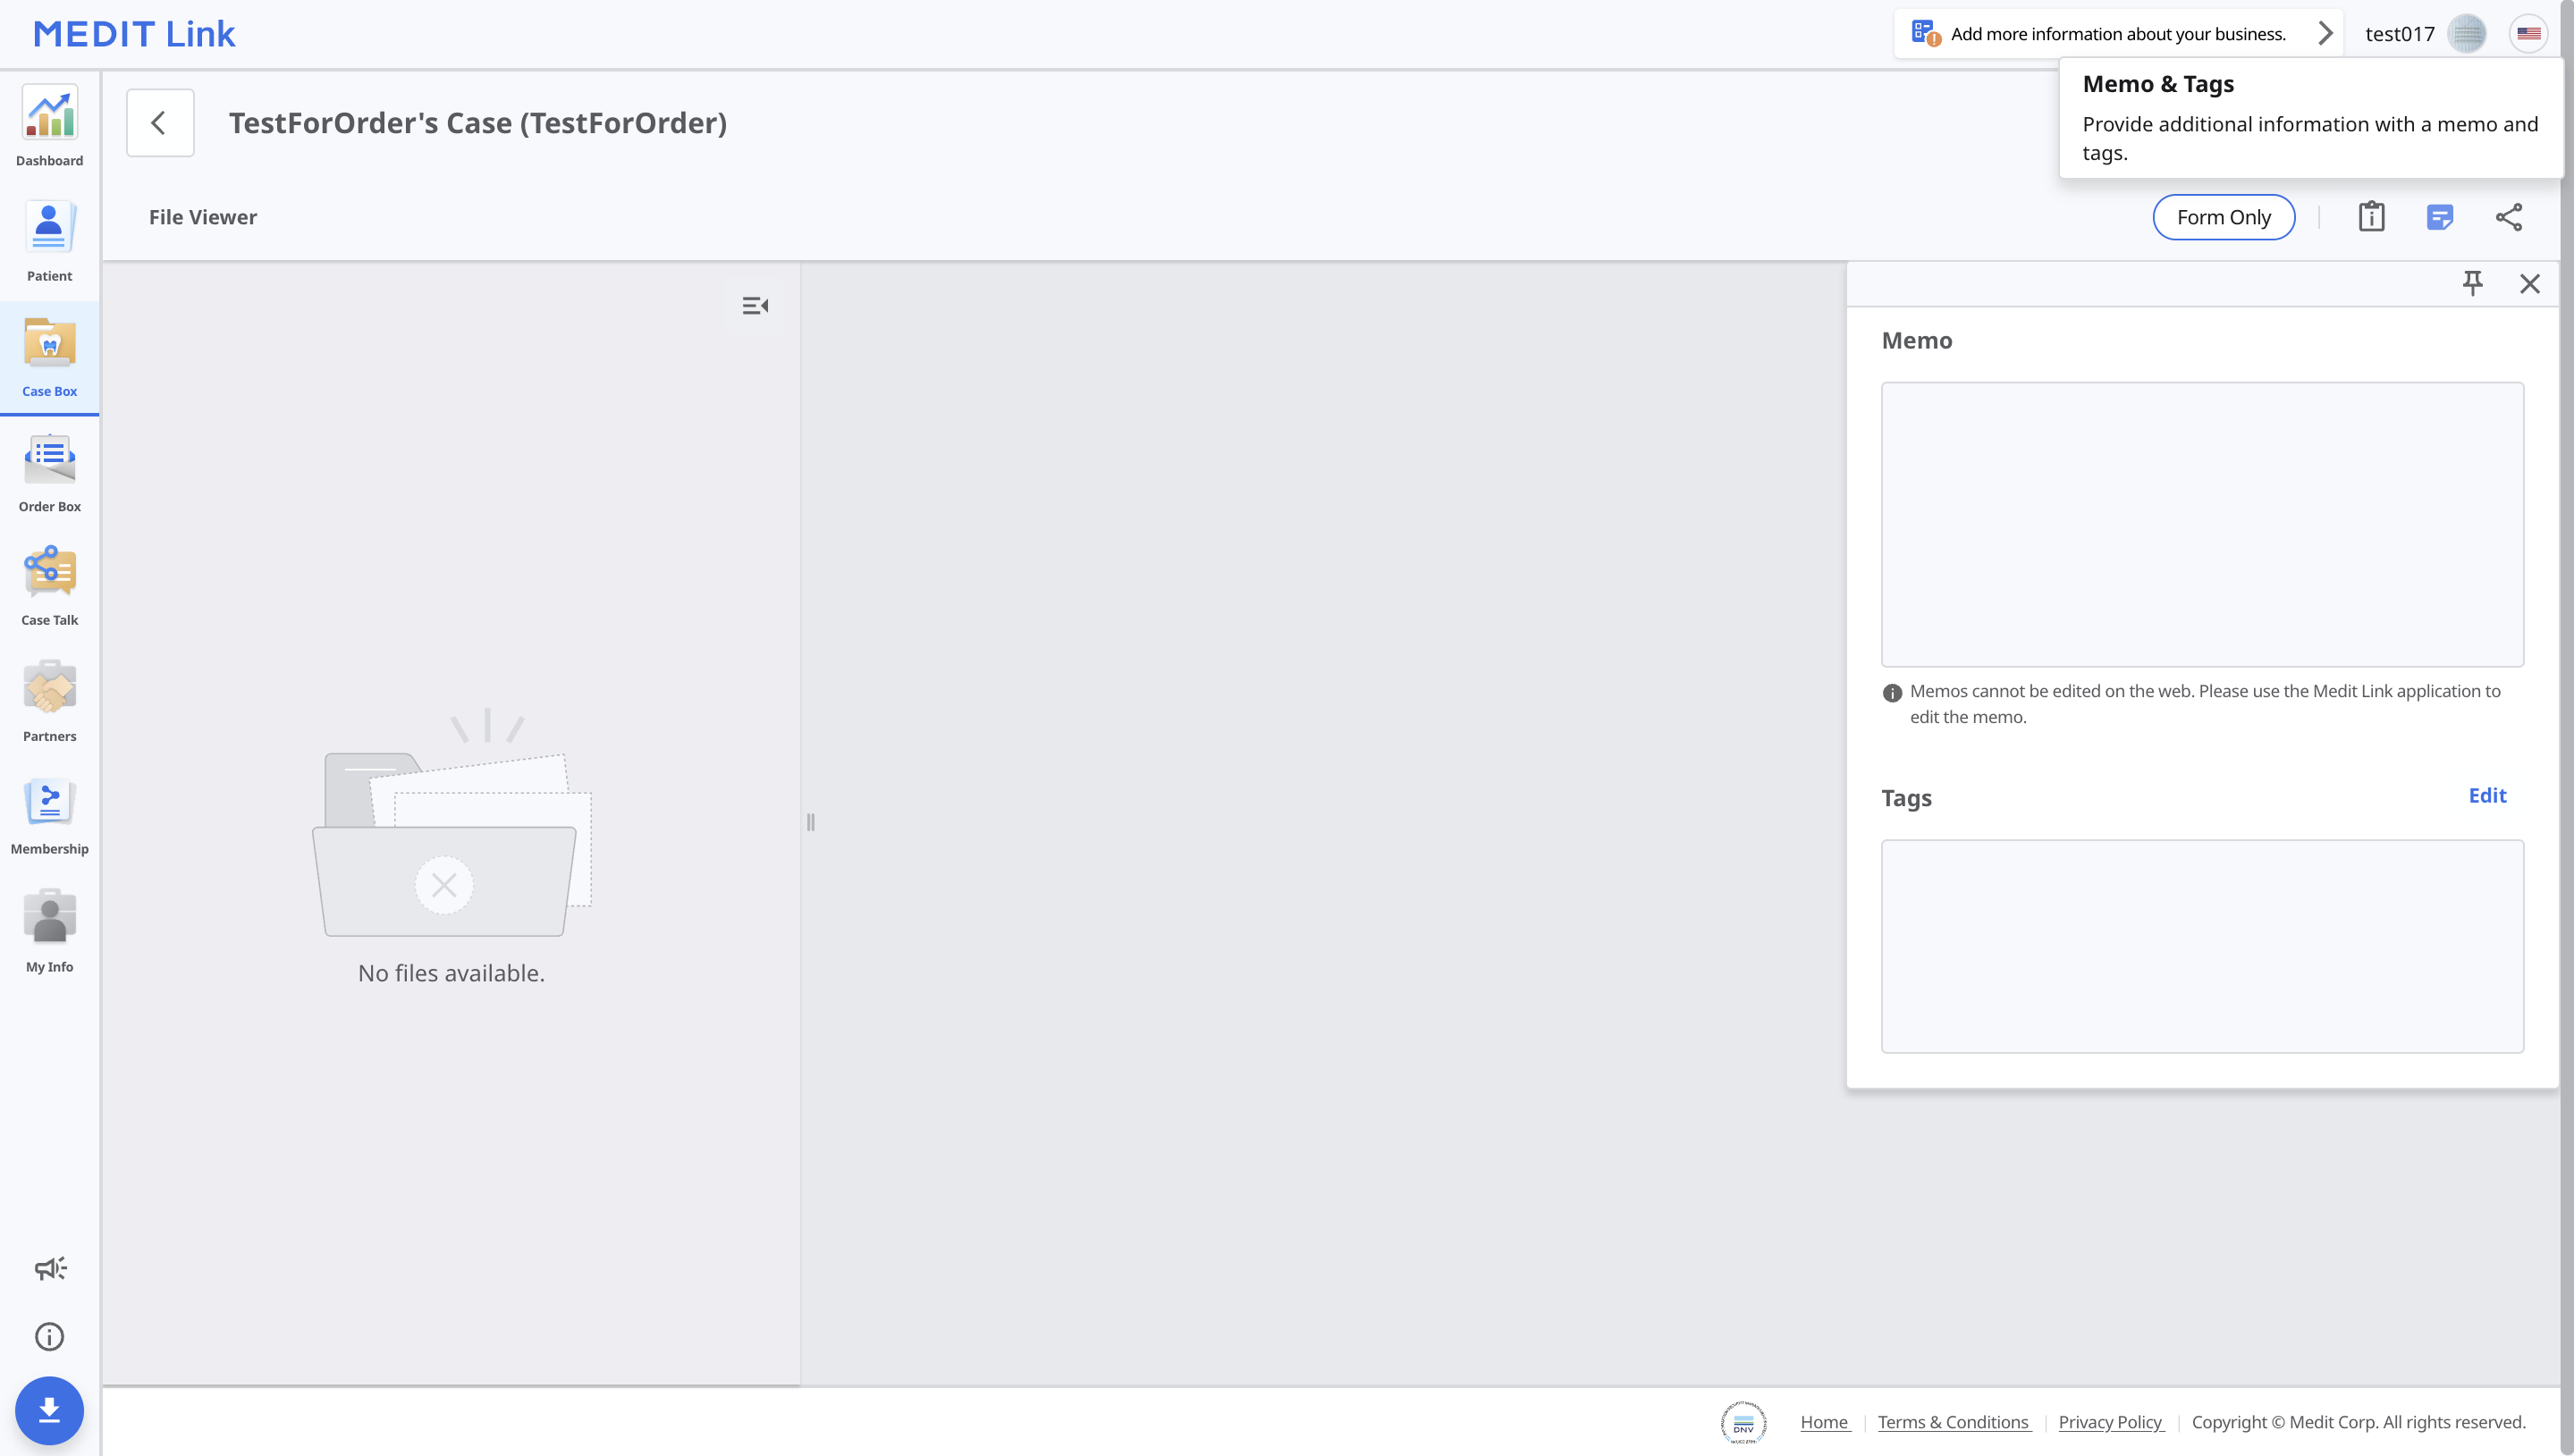 MEDIT Link
Add more information about your business.
test017
Memo & Tags
Provide additional information with a memo and
tags.
TestForOrder's Case (TestForOrder)
File Viewer
Form Only
Dashboard
Patient
Case Box
Order Box
Case Talk
Partners
Membership
My Info
No files available.
Memo
Memos cannot be edited on the web. Please use the Medit Link application to
edit the memo.
Tags
Edit
DNV
Home
Terms & Conditions
Privacy Policy
Copyright © Medit Corp. All rights reserved.